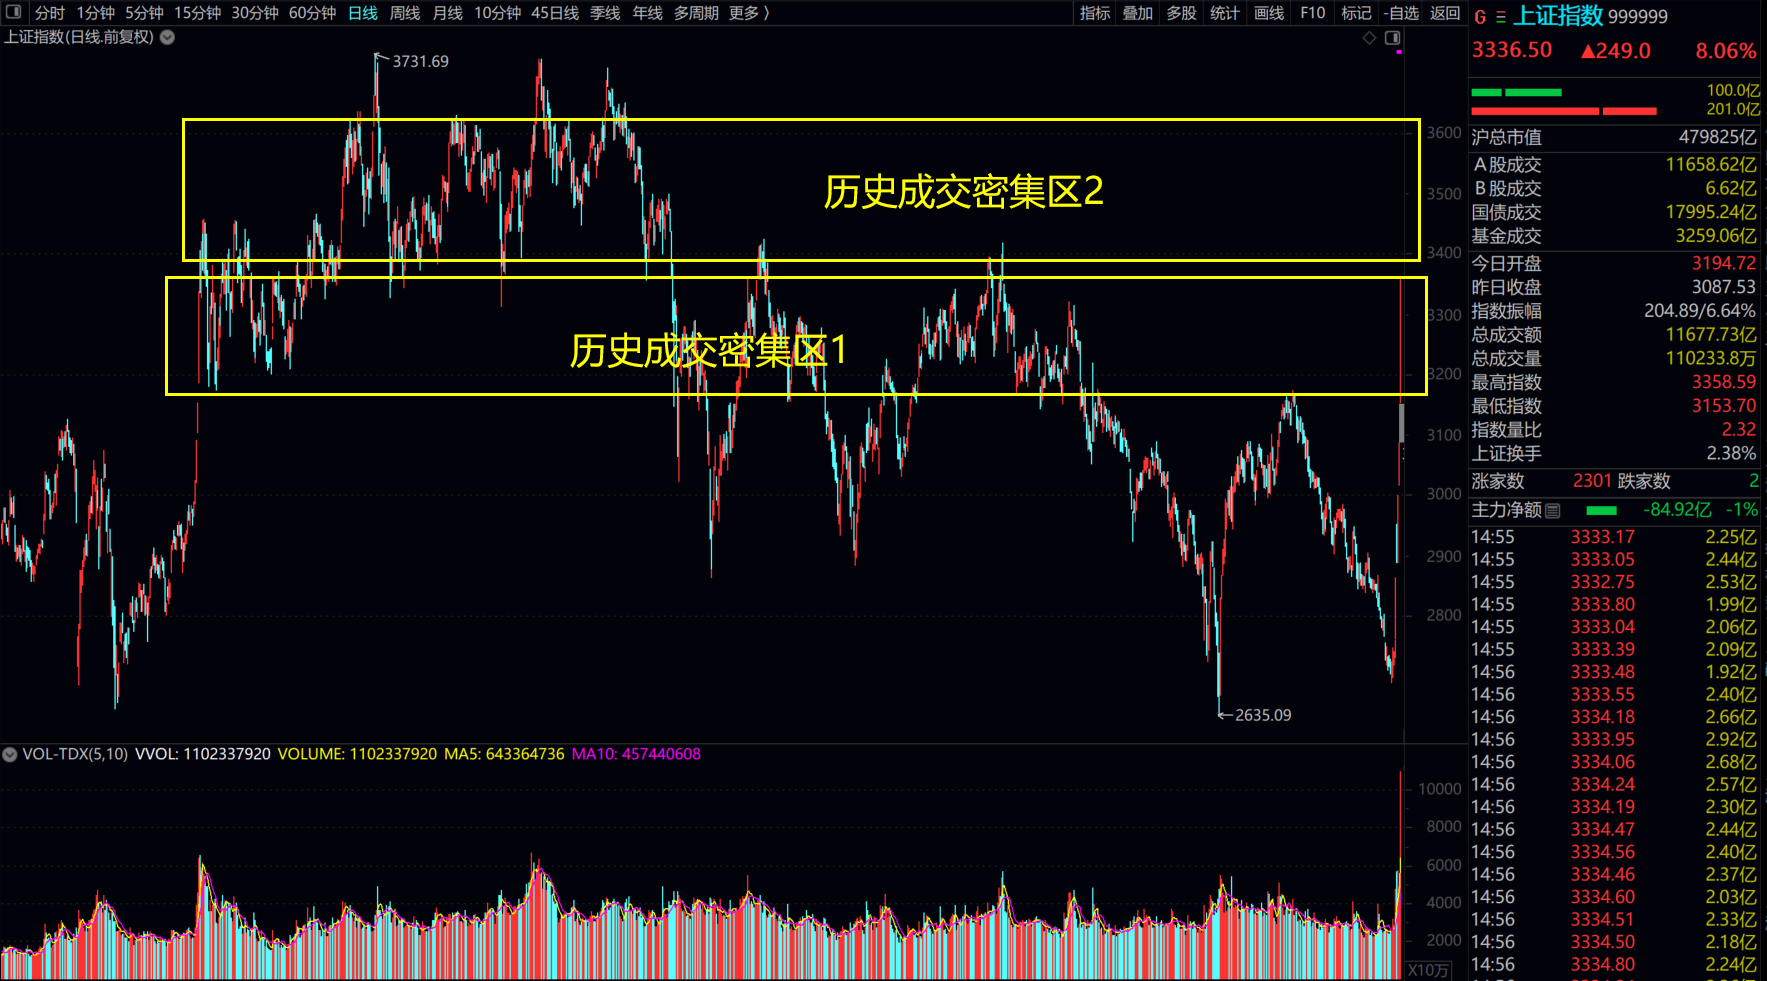 分时 1分钟 5分钟 15分钟 30分钟 60分钟 日线 周线 月线 10分钟 45日线 季线 年线 多周期 更多 〉 指标 叠加 多股 统计 画线 F10 标记 -自选 返回
上证指数(日线.前复权)
3731.69
历史成交密集区2
历史成交密集区1
2635.09
3600
3500
3400
3300
3200
3100
3000
2900
2800
VOL-TDX(5,10) VVOL: 1102337920 VOLUME: 1102337920 MA5: 643364736 MA10: 457440608
10000
8000
6000
4000
2000
X10万
G 上证指数 999999
3336.50 ▲249.0 8.06%
100.0亿
201.0亿
沪总市值 479825亿
A股成交 11658.62亿
B股成交 6.62亿
国债成交 17995.24亿
基金成交 3259.06亿
今日开盘 3194.72
昨日收盘 3087.53
指数振幅 204.89/6.64%
总成交额 11677.73亿
总成交量 110233.8万
最高指数 3358.59
最低指数 3153.70
指数量比 2.32
上证换手 2.38%
涨家数 2301 跌家数 2
主力净额 -84.92亿 -1%
14:55 3333.17 2.25亿
14:55 3333.05 2.44亿
14:55 3332.75 2.53亿
14:55 3333.80 1.99亿
14:55 3333.04 2.06亿
14:55 3333.39 2.09亿
14:56 3333.48 1.92亿
14:56 3333.55 2.40亿
14:56 3334.18 2.66亿
14:56 3333.95 2.92亿
14:56 3334.06 2.68亿
14:56 3334.24 2.57亿
14:56 3334.19 2.30亿
14:56 3334.47 2.44亿
14:56 3334.56 2.40亿
14:56 3334.46 2.37亿
14:56 3334.60 2.03亿
14:56 3334.51 2.33亿
14:56 3334.50 2.18亿
14:56 3334.80 2.24亿